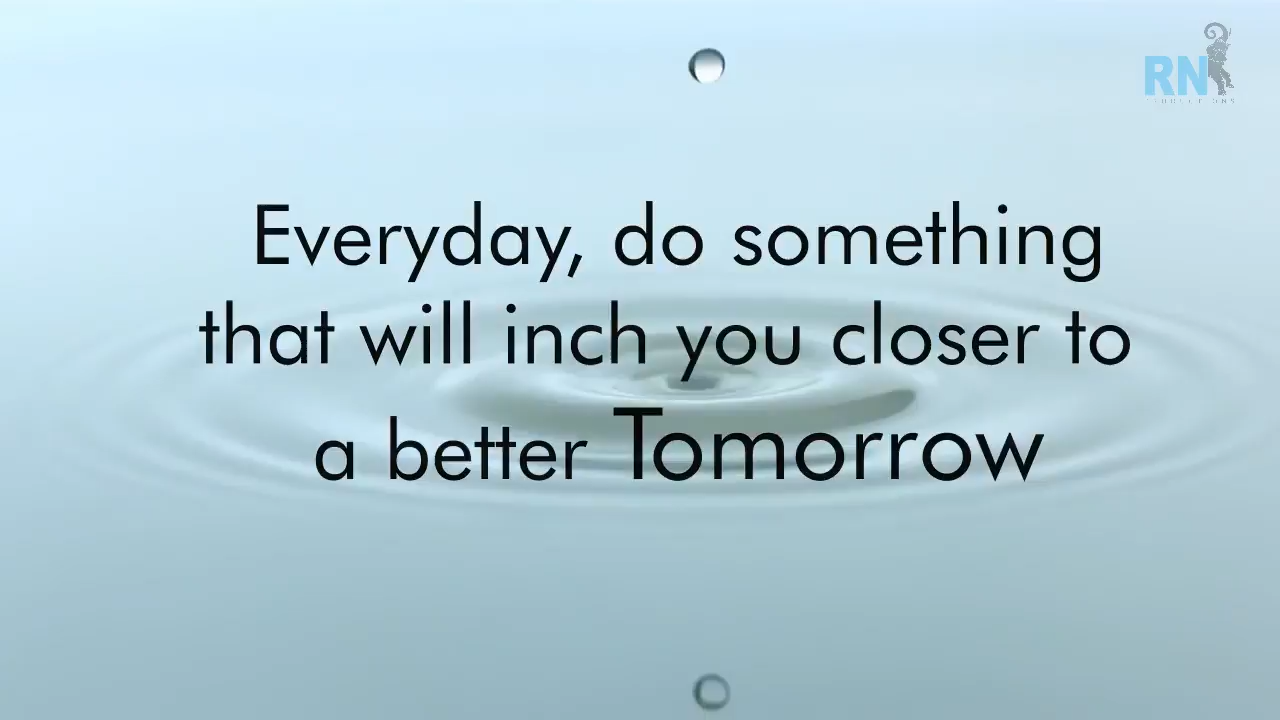 RN
Everyday, do something
that will inch you closer to
a better Tomorrow